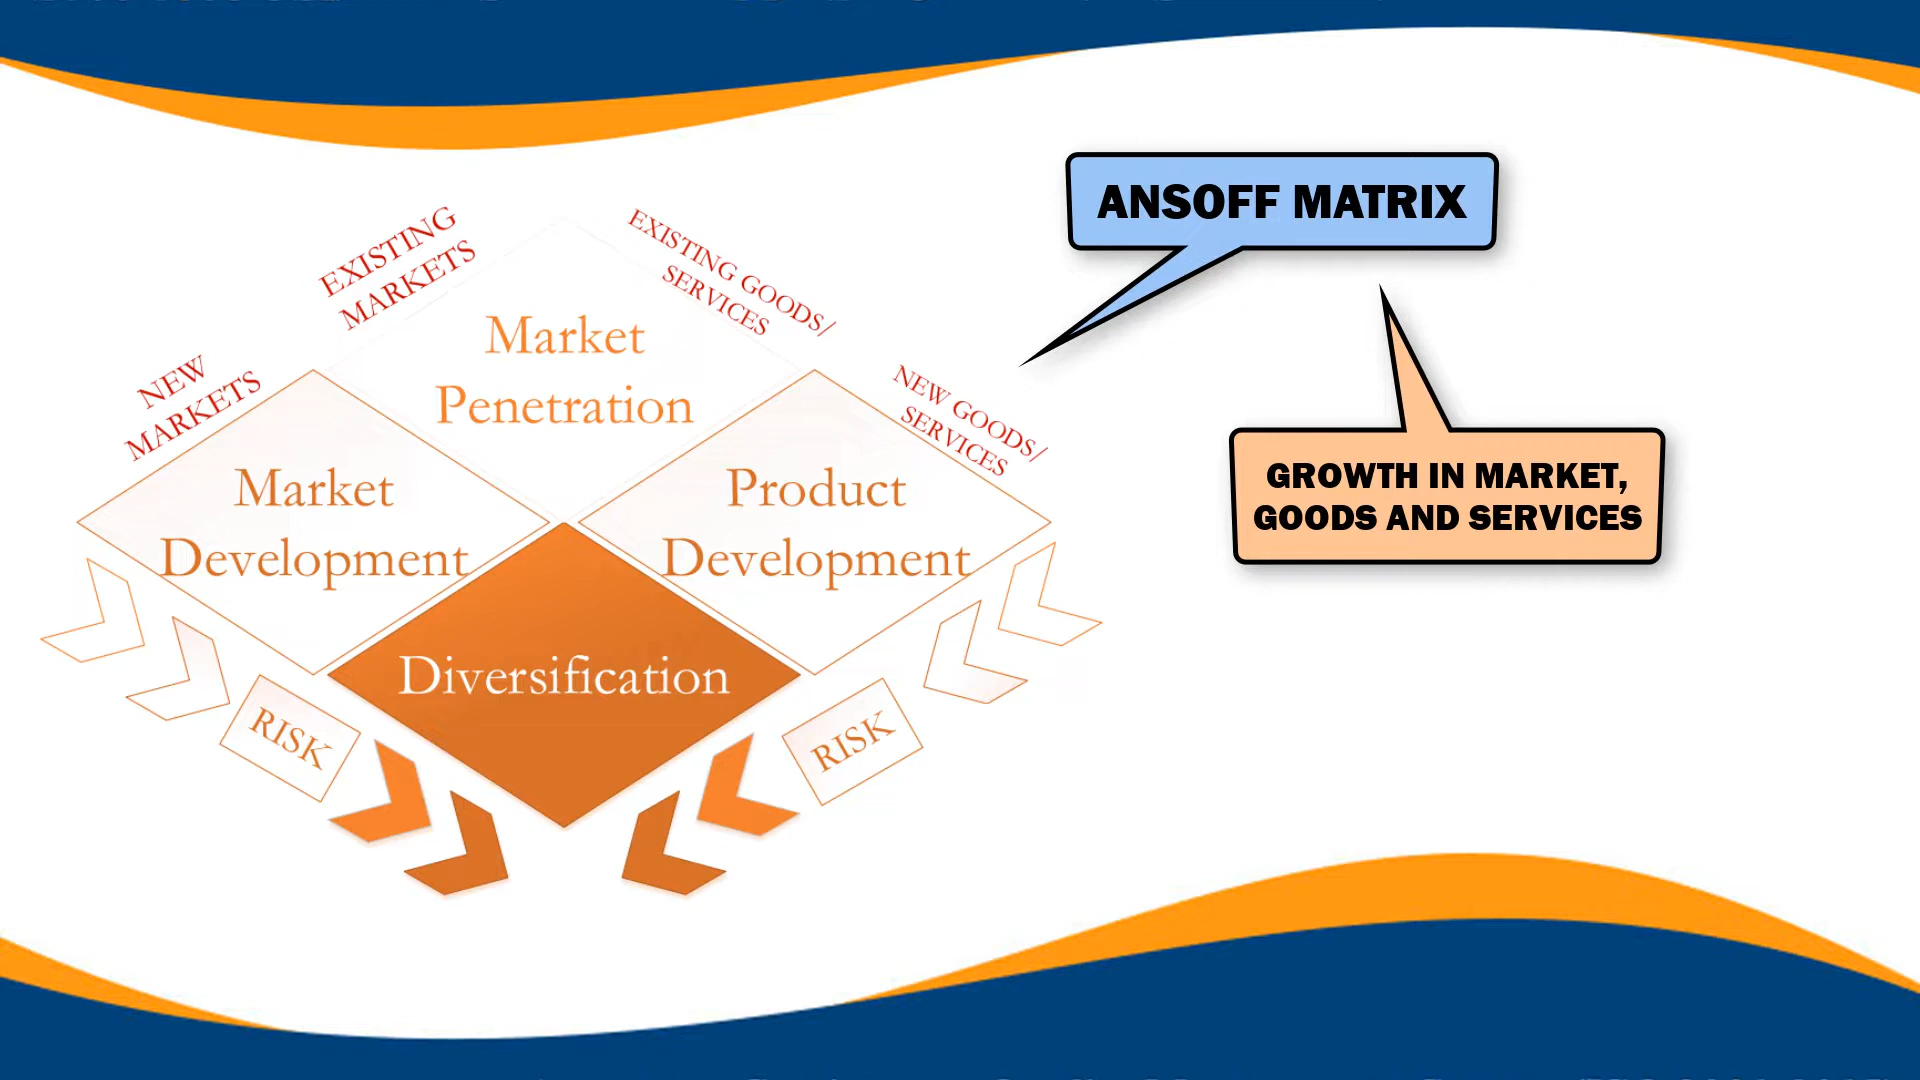 ANSOFF MATRIX
EXISTING
MARKETS
EXISTING GOODS/
SERVICES
Market
Penetration
NEW
MARKETS
NEW GOODS/
SERVICES
Market
Development
Product
Development
GROWTH IN MARKET,
GOODS AND SERVICES
Diversification
RISK
RISK